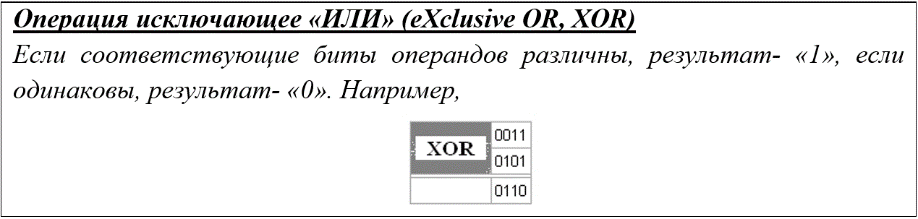 Операция исключающее «ИЛИ» (eXclusive OR, XOR)
Если соответствующие биты операндов различны, результат- «1», если
одинаковы, результат- «0». Например,
XOR
0011
0101
0110